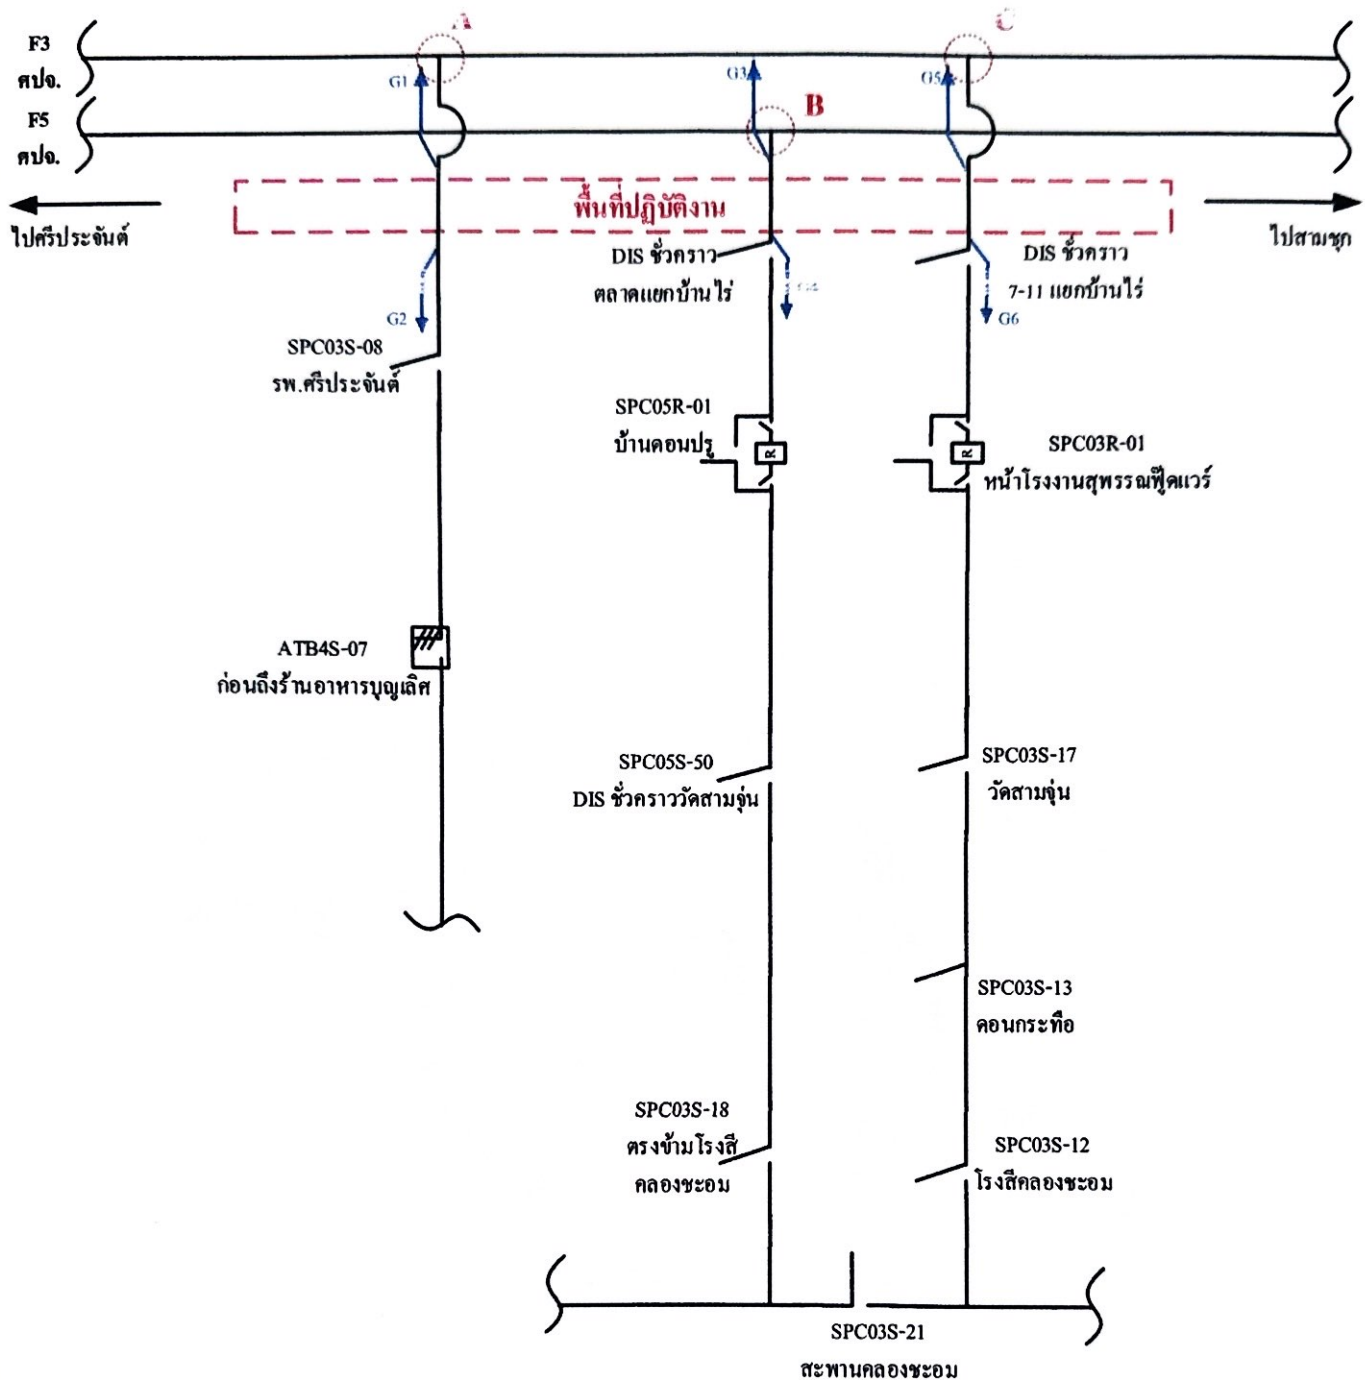 A
C
F3
ศปจ.
G1
G3
G5
F5
ศปจ.
B
พื้นที่ปฏิบัติงาน
ไปศรีประจันต์
ไปสามชุก
DIS ชั่วคราว
ตลาดแยกบ้านไร่
DIS ชั่วคราว
7-11 แยกบ้านไร่
G2
G6
SPC03S-08
รพ.ศรีประจันต์
SPC05R-01
บ้านดอนปรู
R
R
SPC03R-01
หน้าโรงงานสุพรรณฟู๊ดแวร์
ATB4S-07
ก่อนถึงร้านอาหารบุญเลิศ
SPC05S-50
DIS ชั่วคราววัดสามจุ่น
SPC03S-17
วัดสามจุ่น
SPC03S-13
ดอนกระทือ
SPC03S-18
ตรงข้ามโรงสี
คลองชะอม
SPC03S-12
โรงสีคลองชะอม
SPC03S-21
สะพานคลองชะอม